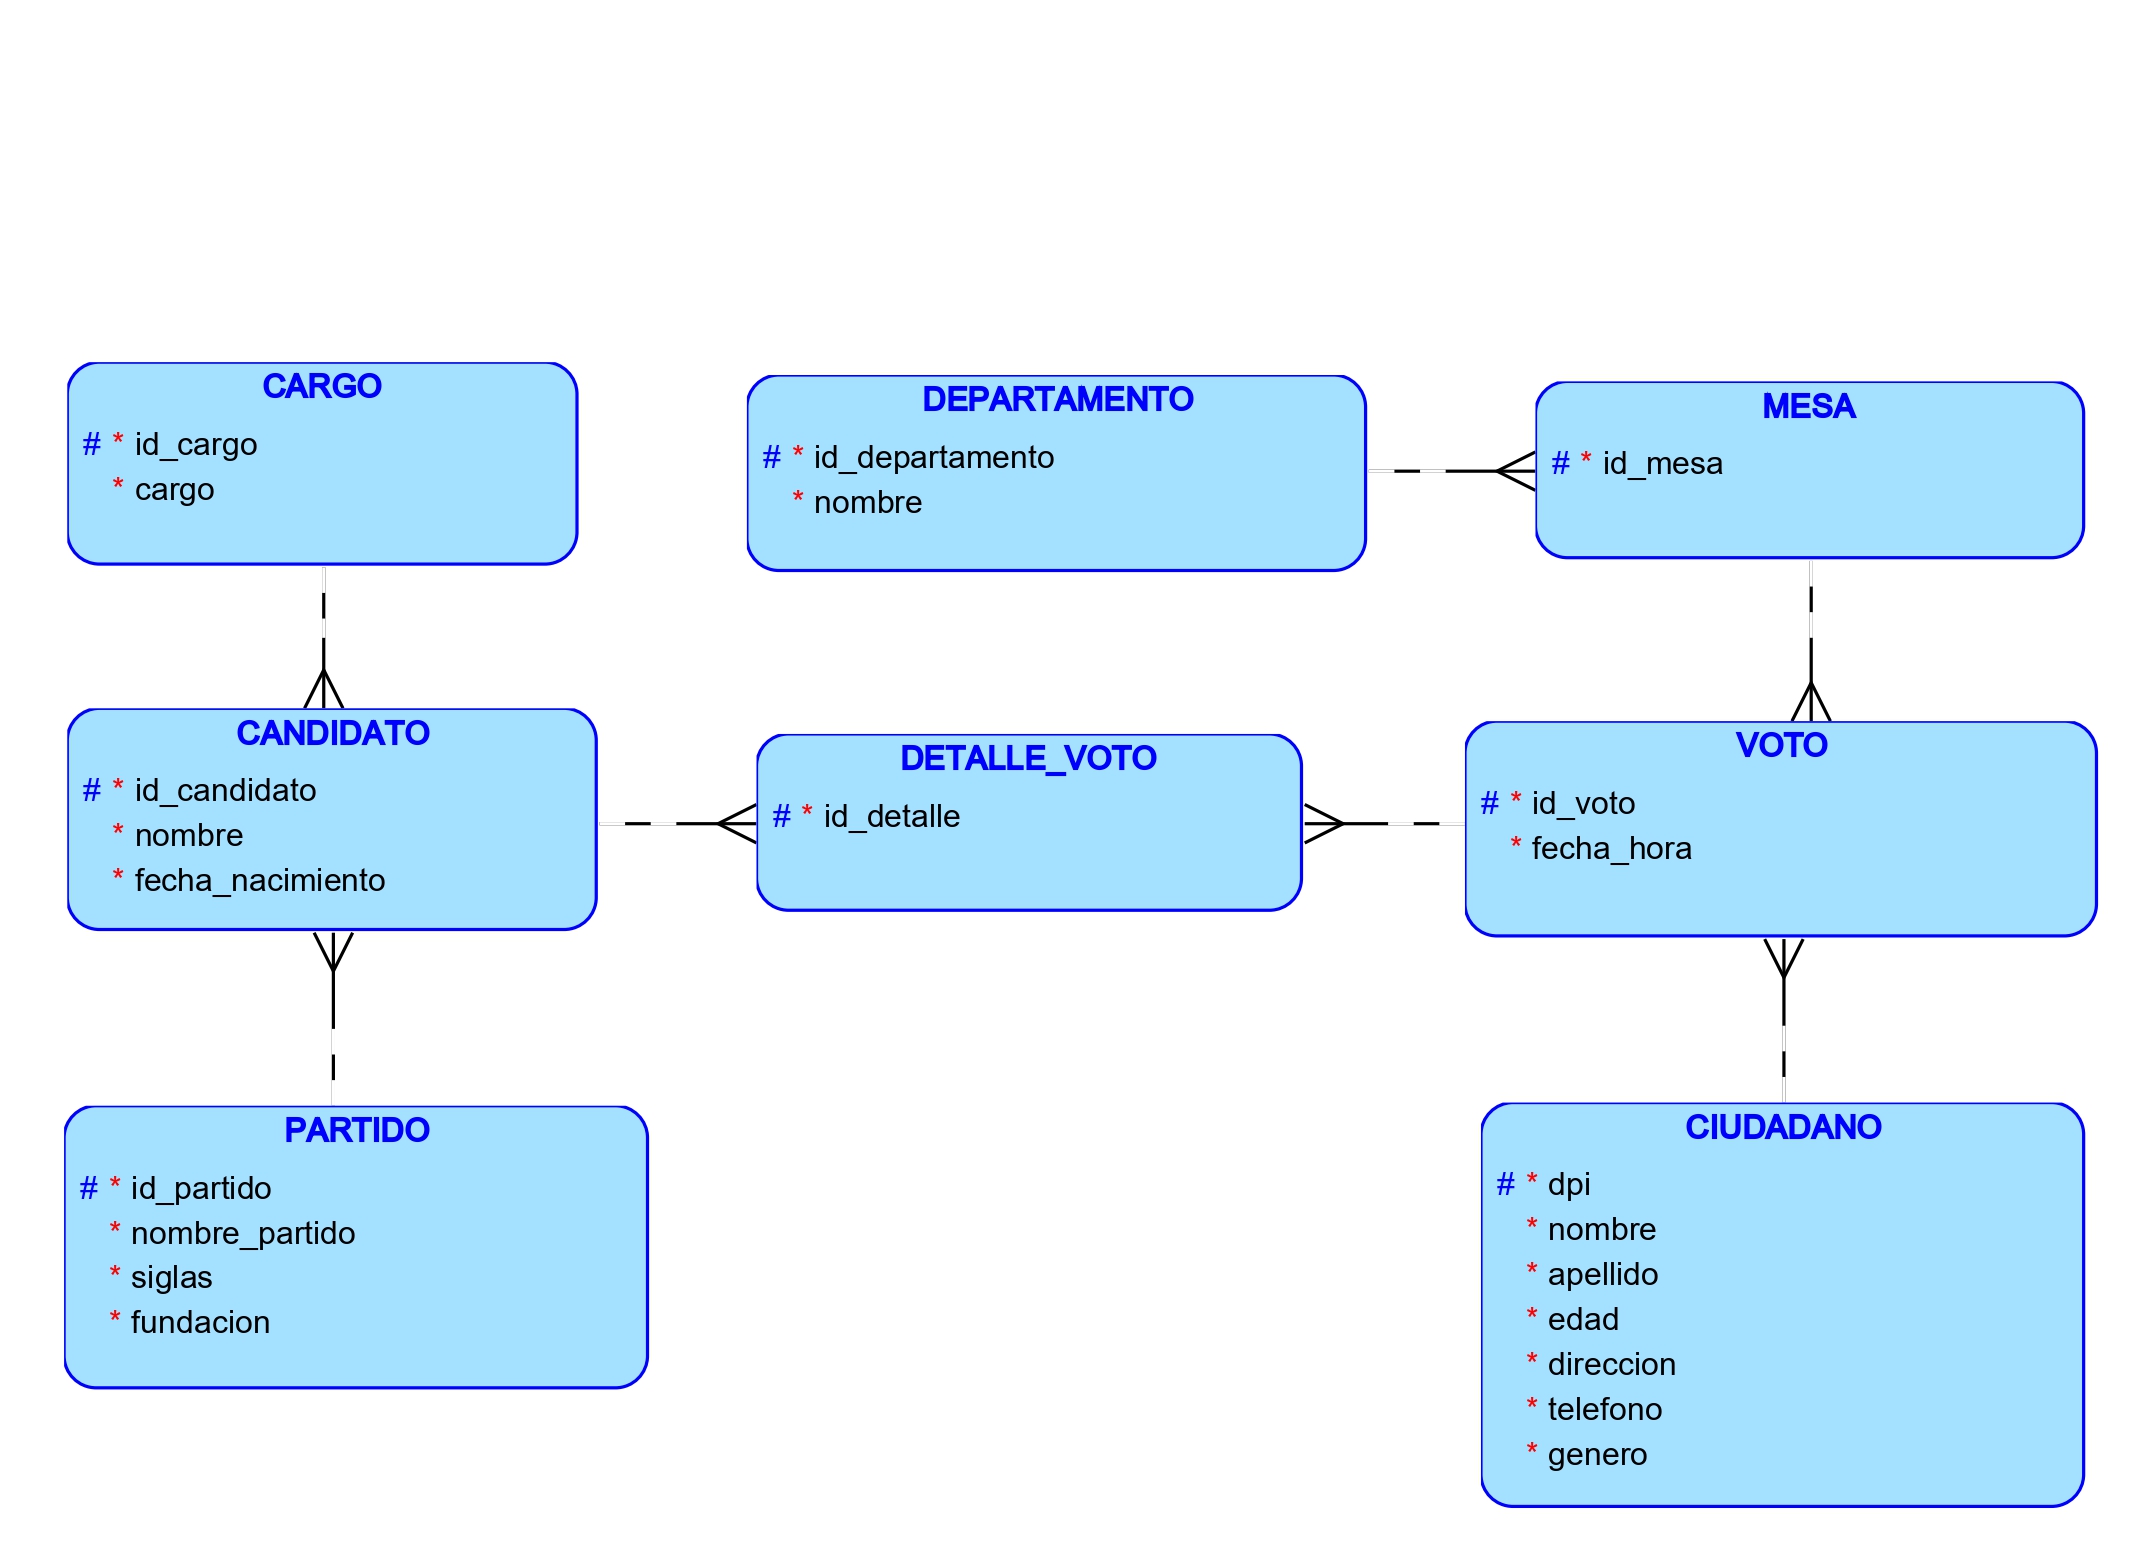 CARGO
# * id_cargo
* cargo
DEPARTAMENTO
# * id_departamento
* nombre
MESA
# * id_mesa
CANDIDATO
# * id_candidato
* nombre
* fecha_nacimiento
DETALLE_VOTO
# * id_detalle
VOTO
# * id_voto
* fecha_hora
PARTIDO
# * id_partido
* nombre_partido
* siglas
* fundacion
CIUDADANO
# * dpi
* nombre
* apellido
* edad
* direccion
* telefono
* genero